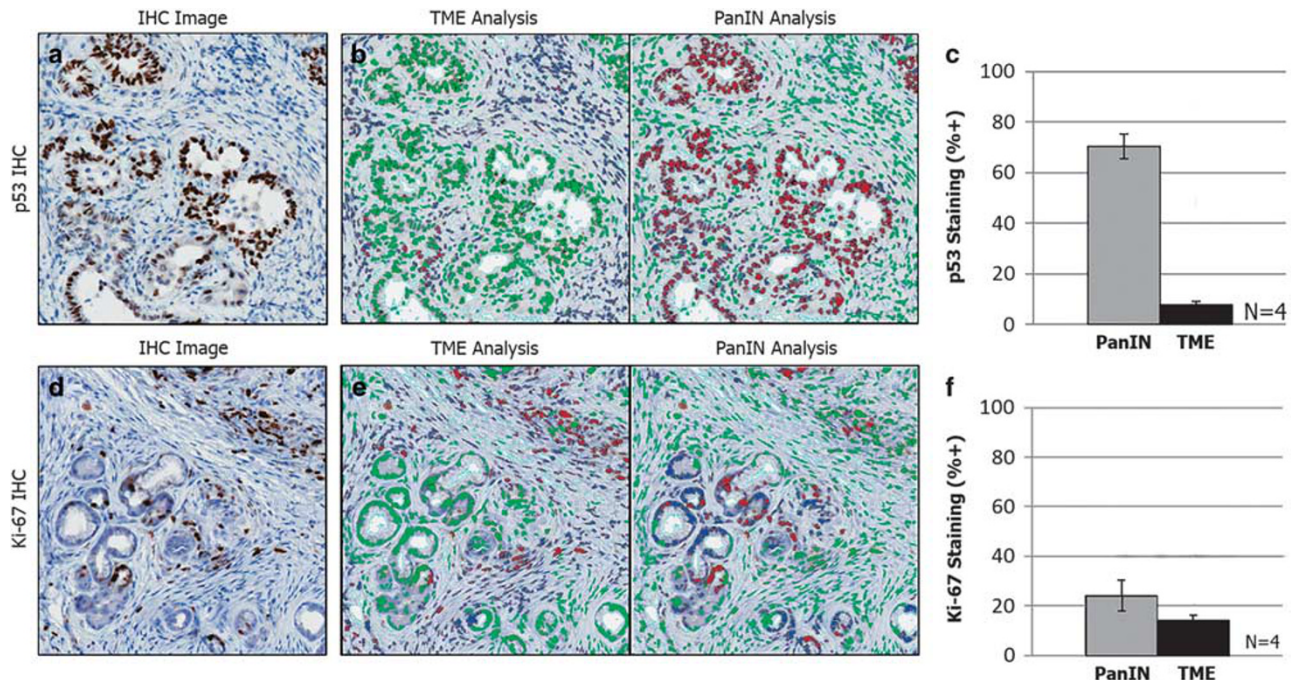 IHC Image
TME Analysis
PanIN Analysis
p53 IHC
a
b
c
p53 Staining (%+)
100
80
60
40
20
0
N=4
PanIN
TME
IHC Image
TME Analysis
PanIN Analysis
Ki-67 IHC
d
e
f
Ki-67 Staining (%+)
100
80
60
40
20
0
N=4
PanIN
TME